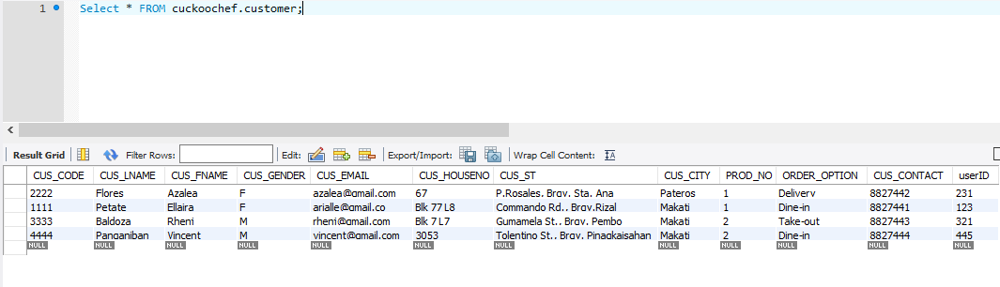 1 Select * FROM cuckoochef.customer;
Result Grid Filter Rows: Edit: Export/Import: Wrap Cell Content:
CUS_CODE CUS_LNAME CUS_FNAME CUS_GENDER CUS_EMAIL CUS_HOUSENO CUS_ST CUS_CITY PROD_NO ORDER_OPTION CUS_CONTACT userID
2222 Flores Azalea F azalea@gmail.com 67 P.Rosales, Brgy. Sta. Ana Pateros 1 Delivery 8827442 231
1111 Petate Ellaira F arialle@gmail.co Blk 77 L8 Commando Rd., Brgy.Rizal Makati 1 Dine-in 8827441 123
3333 Baldoza Rheni M rheni@gmail.com Blk 7 L7 Gumamela St., Brgy. Pembo Makati 2 Take-out 8827443 321
4444 Panganiban Vincent M vincent@gmail.com 3053 Tolentino St., Brgy. Pinagkaisahan Makati 2 Dine-in 8827444 445
NULL NULL NULL NULL NULL NULL NULL NULL NULL NULL NULL NULL